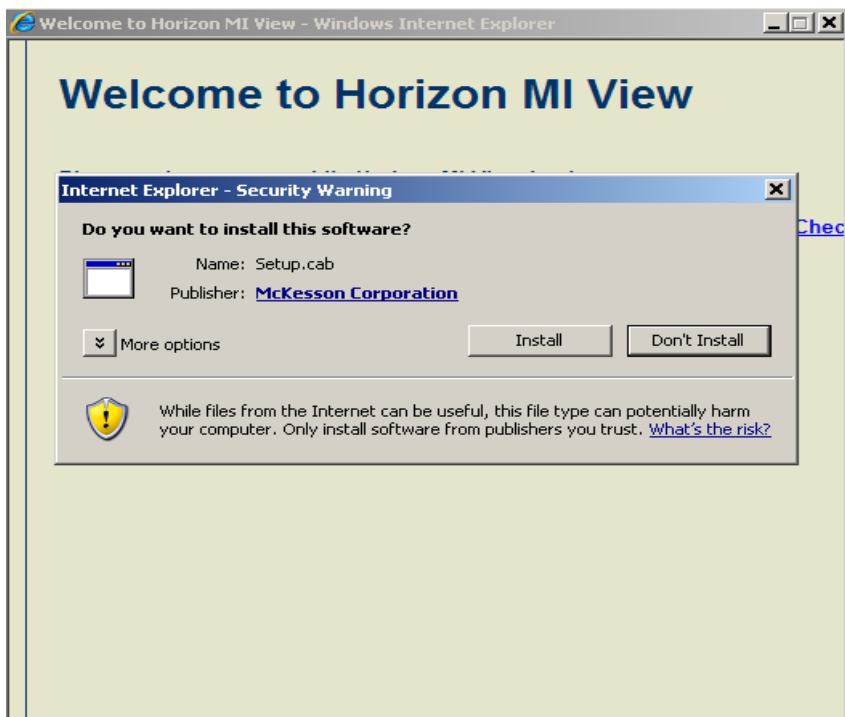 Welcome to Horizon MI View - Windows Internet Explorer
Welcome to Horizon MI View
Internet Explorer - Security Warning
Do you want to install this software?
Chec
Name: Setup.cab
Publisher: McKesson Corporation
More options
Install
Don't Install
While files from the Internet can be useful, this file type can potentially harm
your computer. Only install software from publishers you trust. What's the risk?